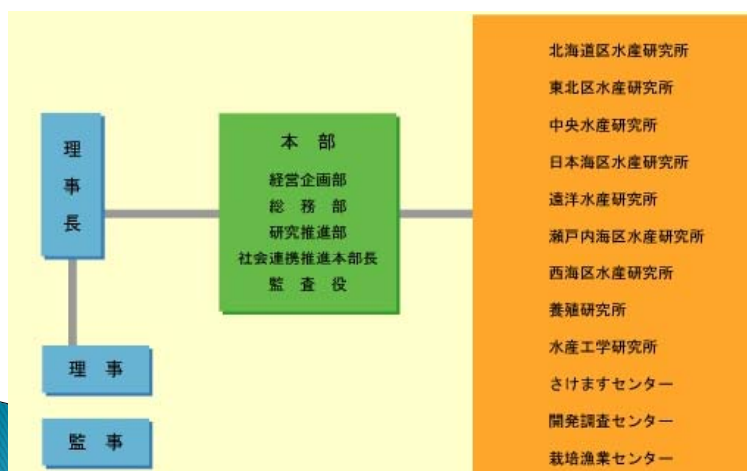 理事長
理事
監事
本部
経営企画部
総務部
研究推進部
社会連携推進本部長
監査役
北海道区水産研究所
東北区水産研究所
中央水産研究所
日本海区水産研究所
遠洋水産研究所
瀬戸内海区水産研究所
西海区水産研究所
養殖研究所
水産工学研究所
さけますセンター
開発調査センター
栽培漁業センター